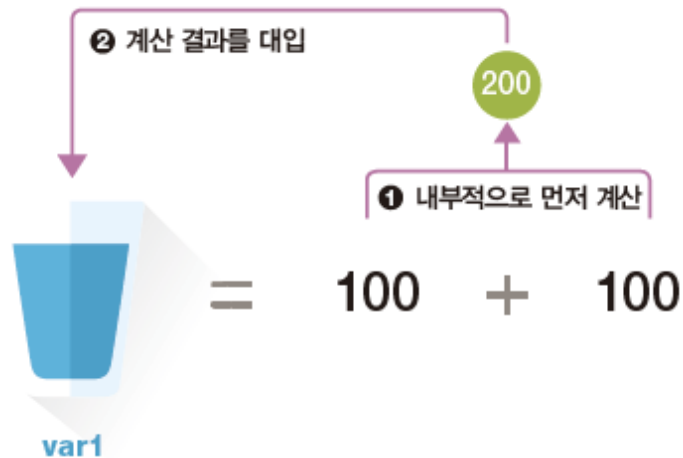 ❷ 계산 결과를 대입
200
❶ 내부적으로 먼저 계산
= 100 + 100
var1